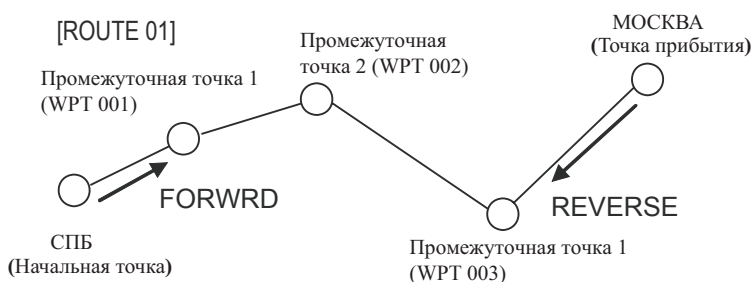 [ROUTE 01]
Промежуточная точка 1
(WPT 001)
Промежуточная
точка 2 (WPT 002)
МОСКВА
(Точка прибытия)
FORWRD
REVERSE
СПБ
(Начальная точка)
Промежуточная точка 1
(WPT 003)